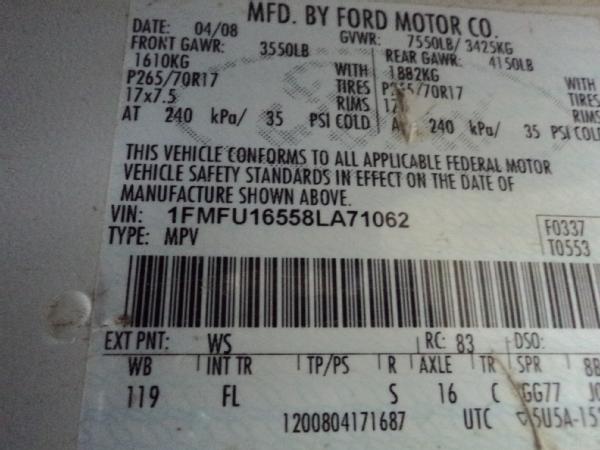 MFD. BY FORD MOTOR CO.
DATE: 04/08 GVWR: 7550LB/ 3425KG
FRONT GAWR: 3550LB REAR GAWR: 4150LB
1610KG WITH 1882KG WITH
P265/70R17 TIRES P265/70R17 TIRES
17x7.5 RIMS RIMS
AT 240 kPa/ 35 PSI COLD 240 kPa/ 35 PSI
THIS VEHICLE CONFORMS TO ALL APPLICABLE FEDERAL MOTOR
VEHICLE SAFETY STANDARDS IN EFFECT ON THE DATE OF
MANUFACTURE SHOWN ABOVE.
VIN: 1FMFU16558LA71062
F0337
TYPE: MPV
T0553
EXT PNT: WS RC: 83 DSO:
WB INT TR TP/PS R AXLE TR SPR
119 FL S 16 C GG77
1200804171687 UTC